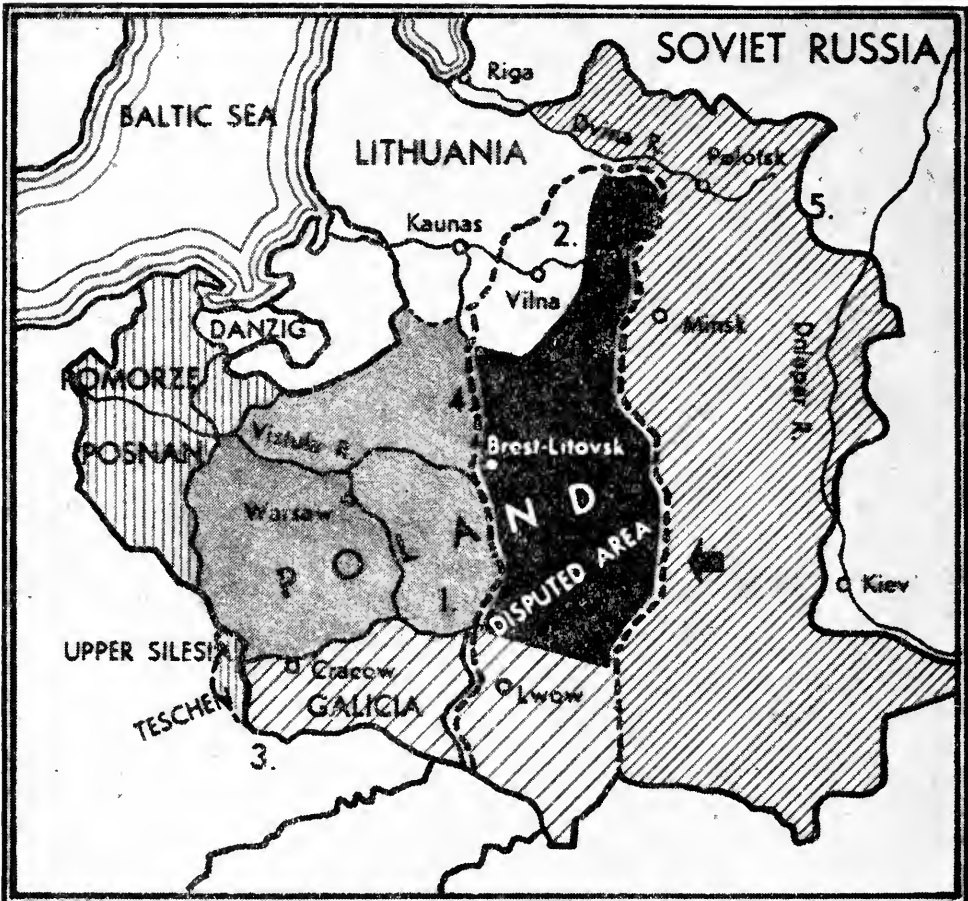 SOVIET RUSSIA
Riga
BALTIC SEA
Dvina R.
LITHUANIA
Polotsk
5.
Kaunas
2.
Vilna
DANZIG
Minsk
Dnieper R.
POMORZE
4.
POSNAN
Vistula R.
Brest-Litovsk
Warsaw
POLAND
DISPUTED AREA
1.
Kiev
UPPER SILESIA
Cracow
Lwow
TESCHEN
GALICIA
3.